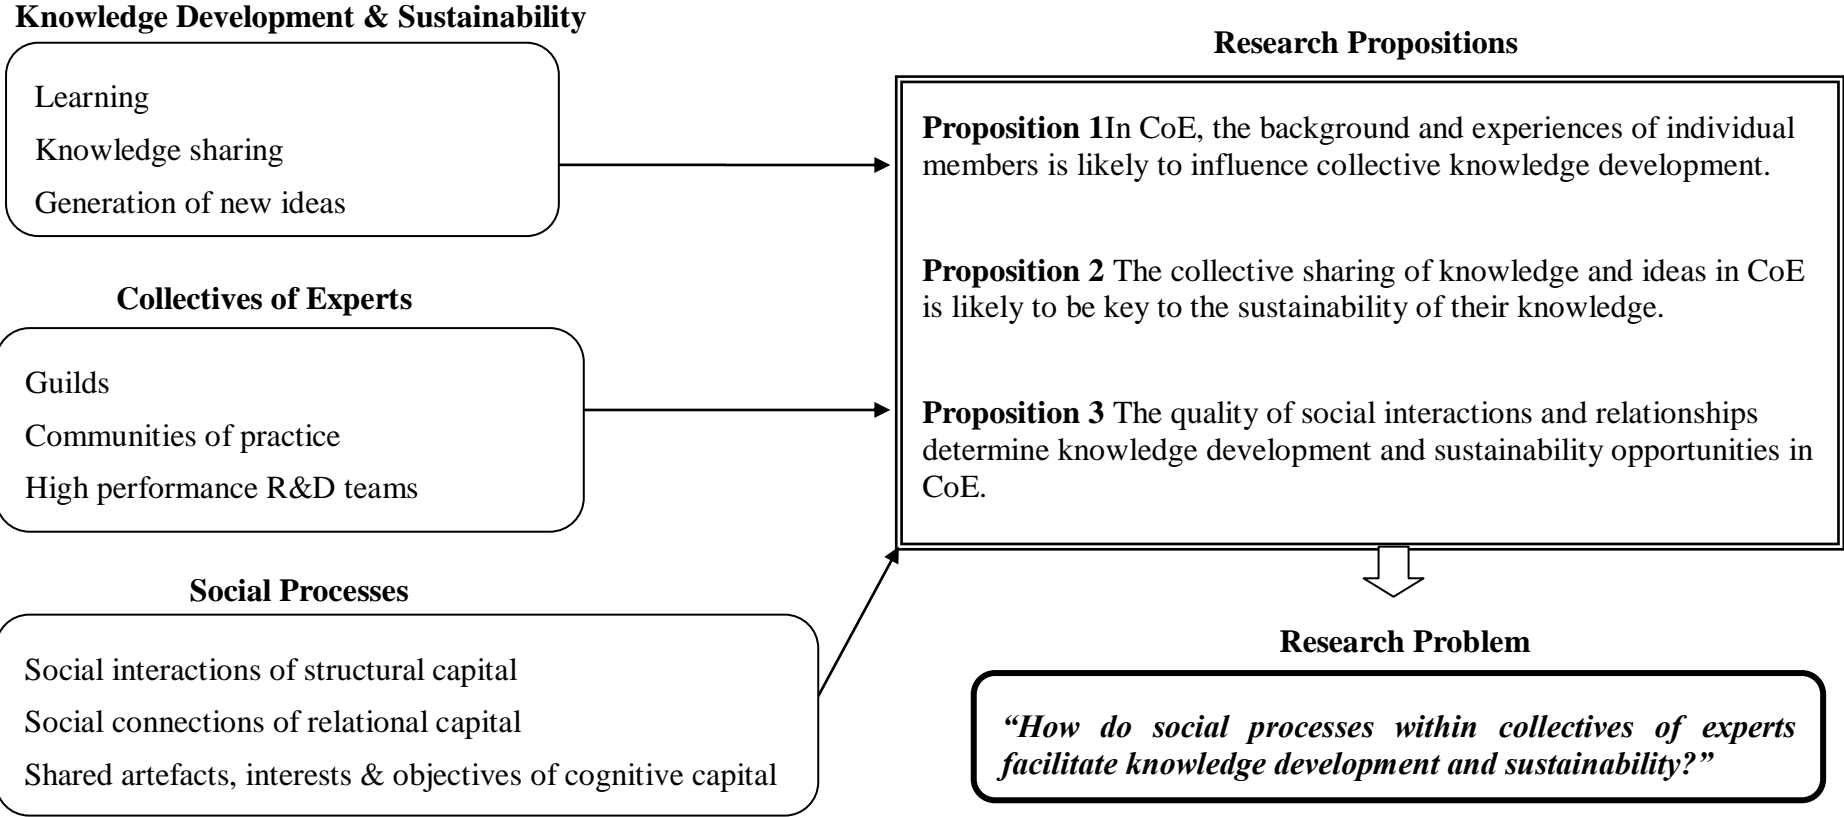 Knowledge Development & Sustainability
Learning
Knowledge sharing
Generation of new ideas
Collectives of Experts
Guilds
Communities of practice
High performance R&D teams
Social Processes
Social interactions of structural capital
Social connections of relational capital
Shared artefacts, interests & objectives of cognitive capital
Research Propositions
Proposition 1In CoE, the background and experiences of individual
members is likely to influence collective knowledge development.
Proposition 2 The collective sharing of knowledge and ideas in CoE
is likely to be key to the sustainability of their knowledge.
Proposition 3 The quality of social interactions and relationships
determine knowledge development and sustainability opportunities in
CoE.
Research Problem
“How do social processes within collectives of experts
facilitate knowledge development and sustainability?”